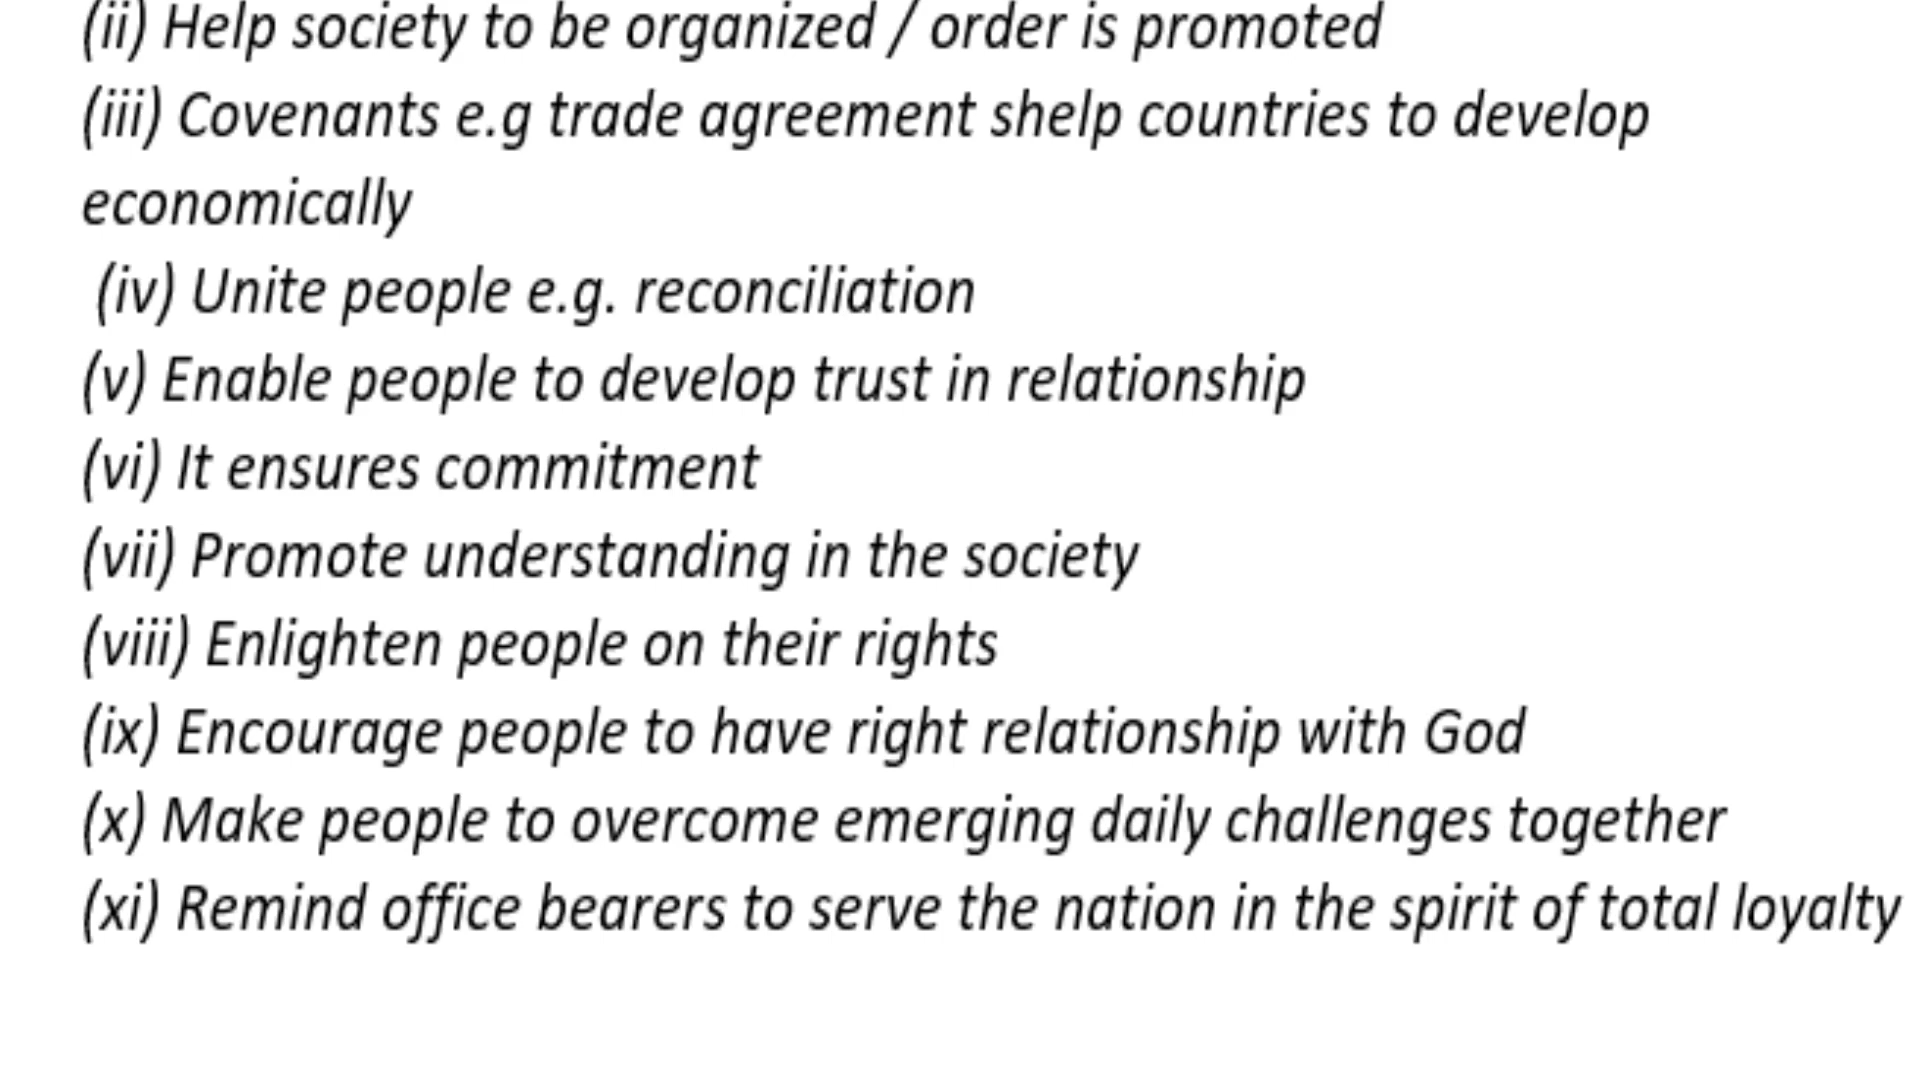 (ii) Help society to be organized / order is promoted
(iii) Covenants e.g trade agreement shelp countries to develop
economically
(iv) Unite people e.g. reconciliation
(v) Enable people to develop trust in relationship
(vi) It ensures commitment
(vii) Promote understanding in the society
(viii) Enlighten people on their rights
(ix) Encourage people to have right relationship with God
(x) Make people to overcome emerging daily challenges together
(xi) Remind office bearers to serve the nation in the spirit of total loyalty